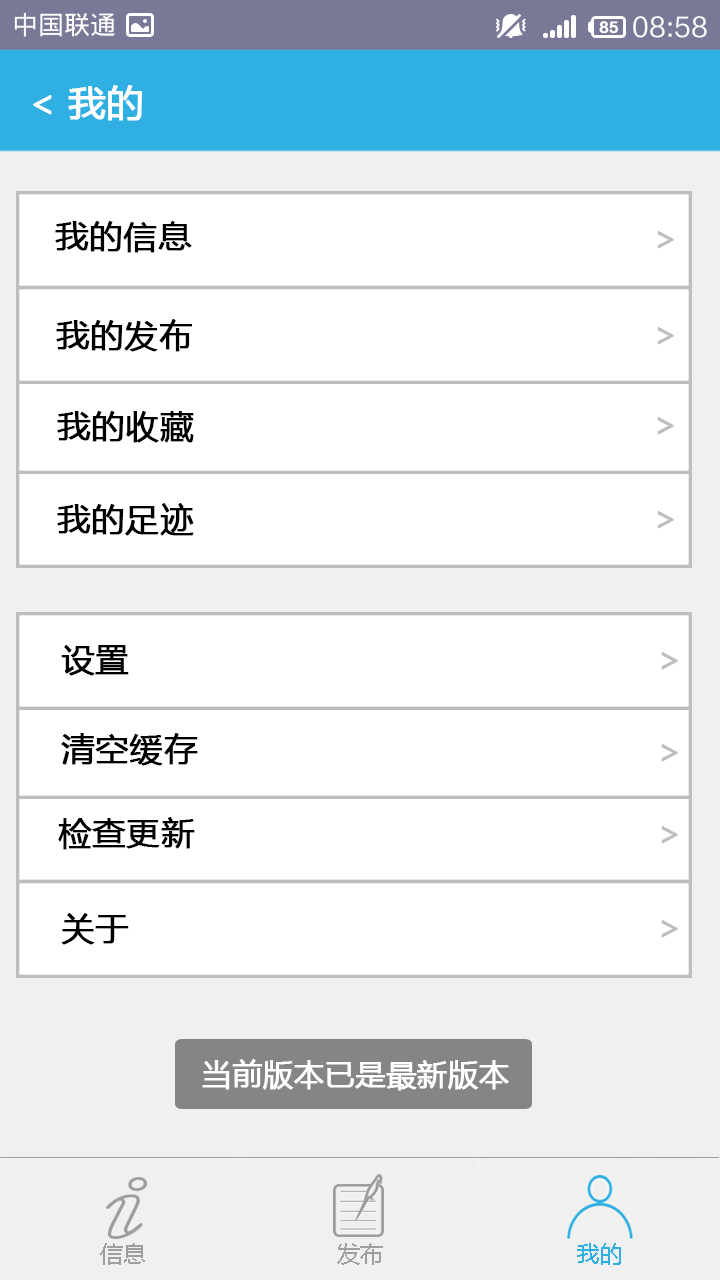 中国联通 85 08:58
< 我的
我的信息 >
我的发布 >
我的收藏 >
我的足迹 >
设置 >
清空缓存 >
检查更新 >
关于 >
当前版本已是最新版本
信息 发布 我的